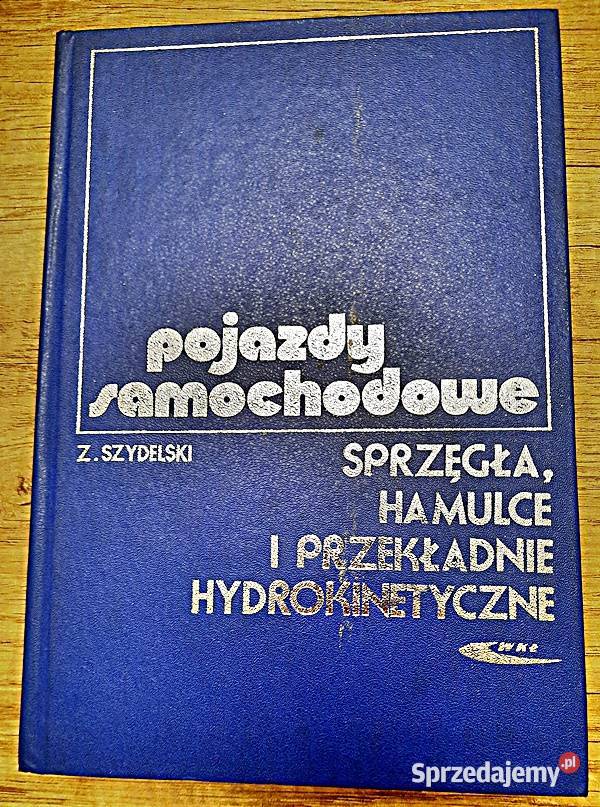 pojazdy
samochodowe
Z. SZYDELSKI
SPRZĘGŁA,
HAMULCE
I PRZEKŁADNIE
HYDROKINETYCZNE
wkł
Sprzedajemy.pl